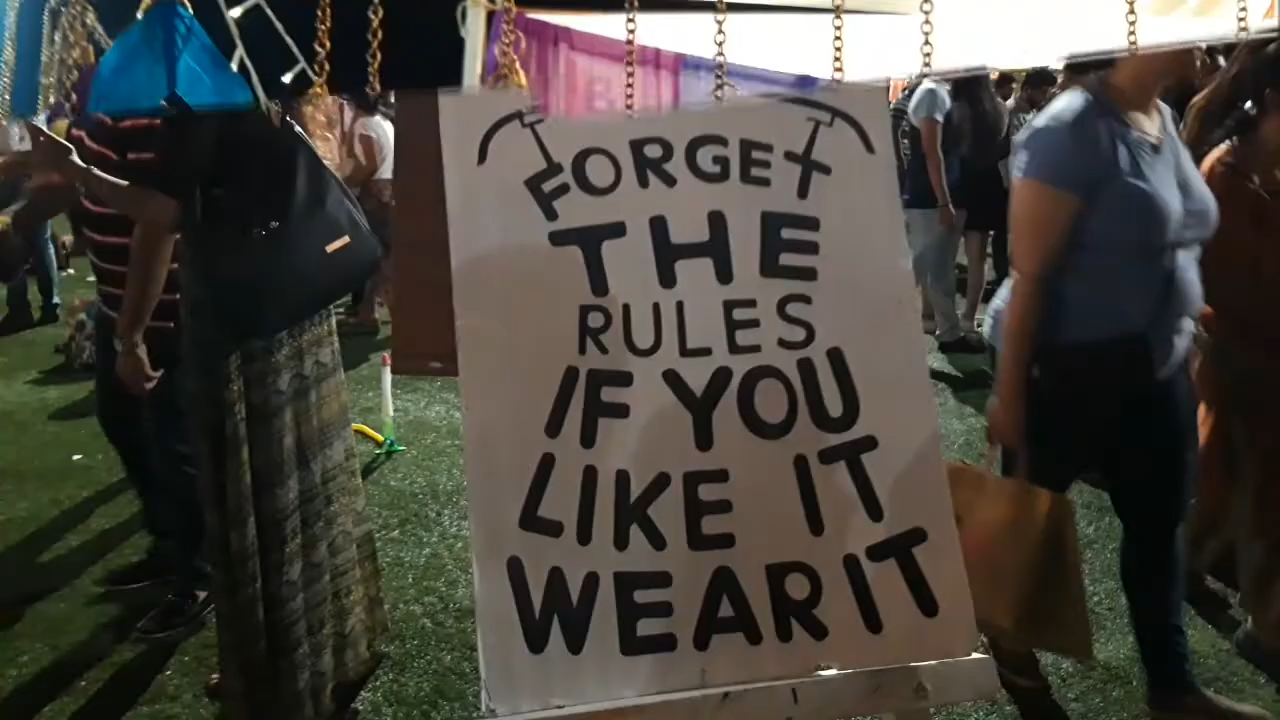 FORGET
THE
RULES
IF YOU
LIKE IT
WEAR IT